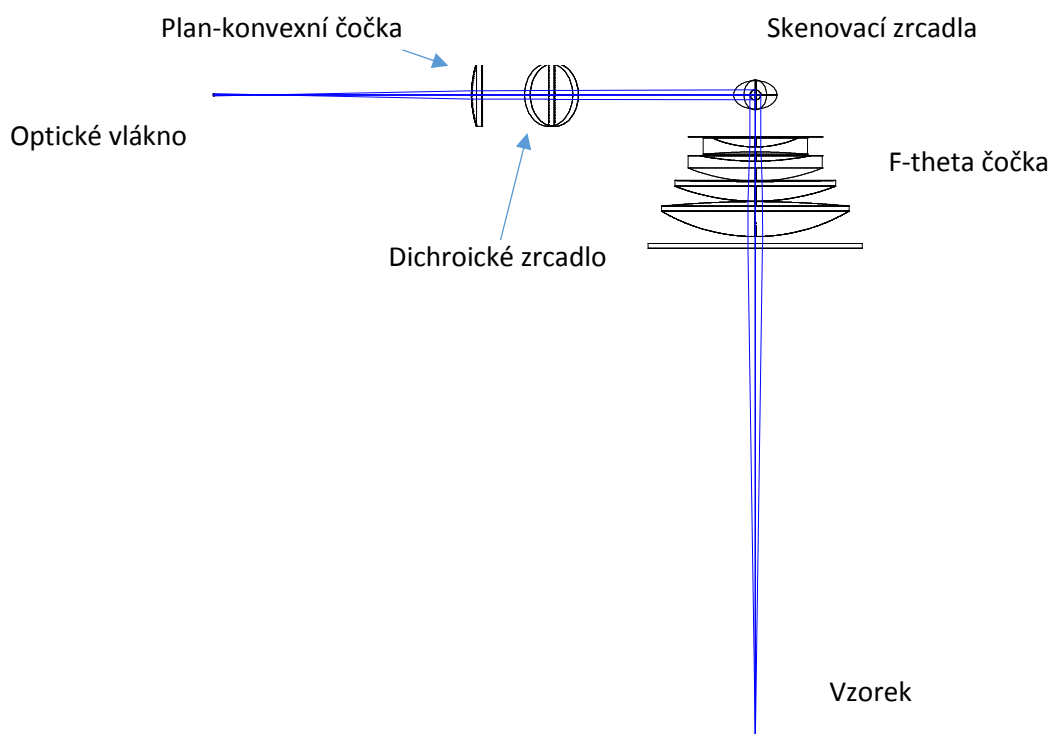 Plan-konvexní čočka
Skenovací zrcadla
Optické vlákno
F-theta čočka
Dichroické zrcadlo
Vzorek